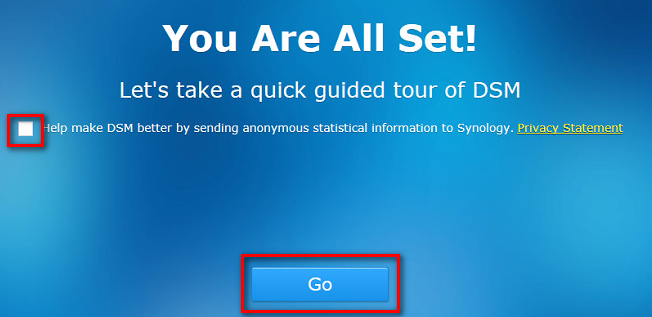 You Are All Set!
Let's take a quick guided tour of DSM
Help make DSM better by sending anonymous statistical information to Synology. Privacy Statement
Go